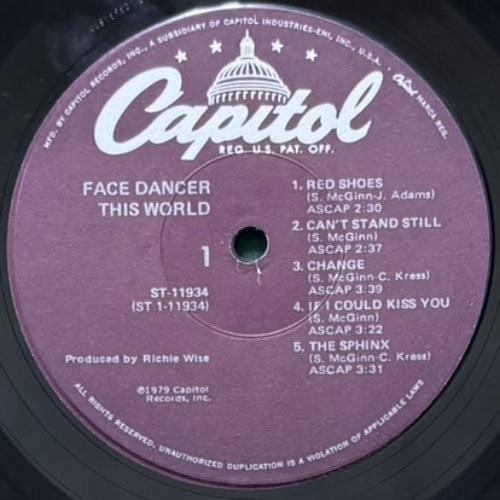 MFD. BY CAPITOL RECORDS, INC., A SUBSIDIARY OF CAPITOL INDUSTRIES-EMI, INC., U.S.A.
Capitol MARCA REG.
Capitol
REG. U.S. PAT. OFF.
FACE DANCER
THIS WORLD
1
ST-11934
(ST 1-11934)
Produced by Richie Wise
℗1979 Capitol
Records, Inc.
1. RED SHOES
(S. McGinn-J. Adams)
ASCAP 2:30
2. CAN'T STAND STILL
(S. McGinn)
ASCAP 2:37
3. CHANGE
(S. McGinn-C. Kress)
ASCAP 3:39
4. IF I COULD KISS YOU
(S. McGinn)
ASCAP 3:22
5. THE SPHINX
(S. McGinn-C. Kress)
ASCAP 3:31
ALL RIGHTS RESERVED. UNAUTHORIZED DUPLICATION IS A VIOLATION OF APPLICABLE LAWS